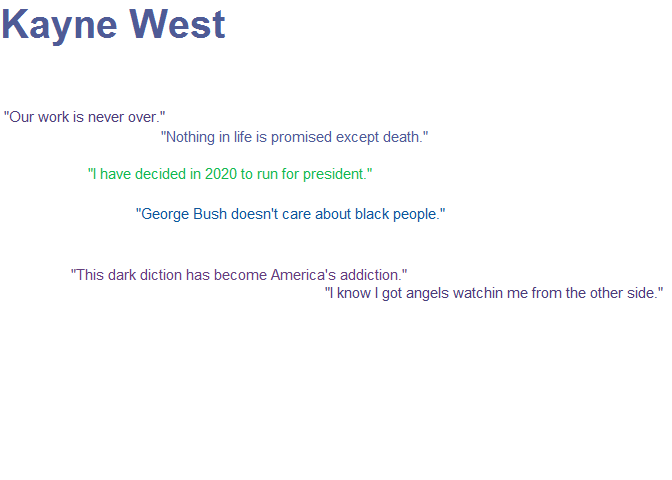 Kayne West
"Our work is never over."
"Nothing in life is promised except death."
"I have decided in 2020 to run for president."
"George Bush doesn't care about black people."
"This dark diction has become America's addiction."
"I know I got angels watchin me from the other side."